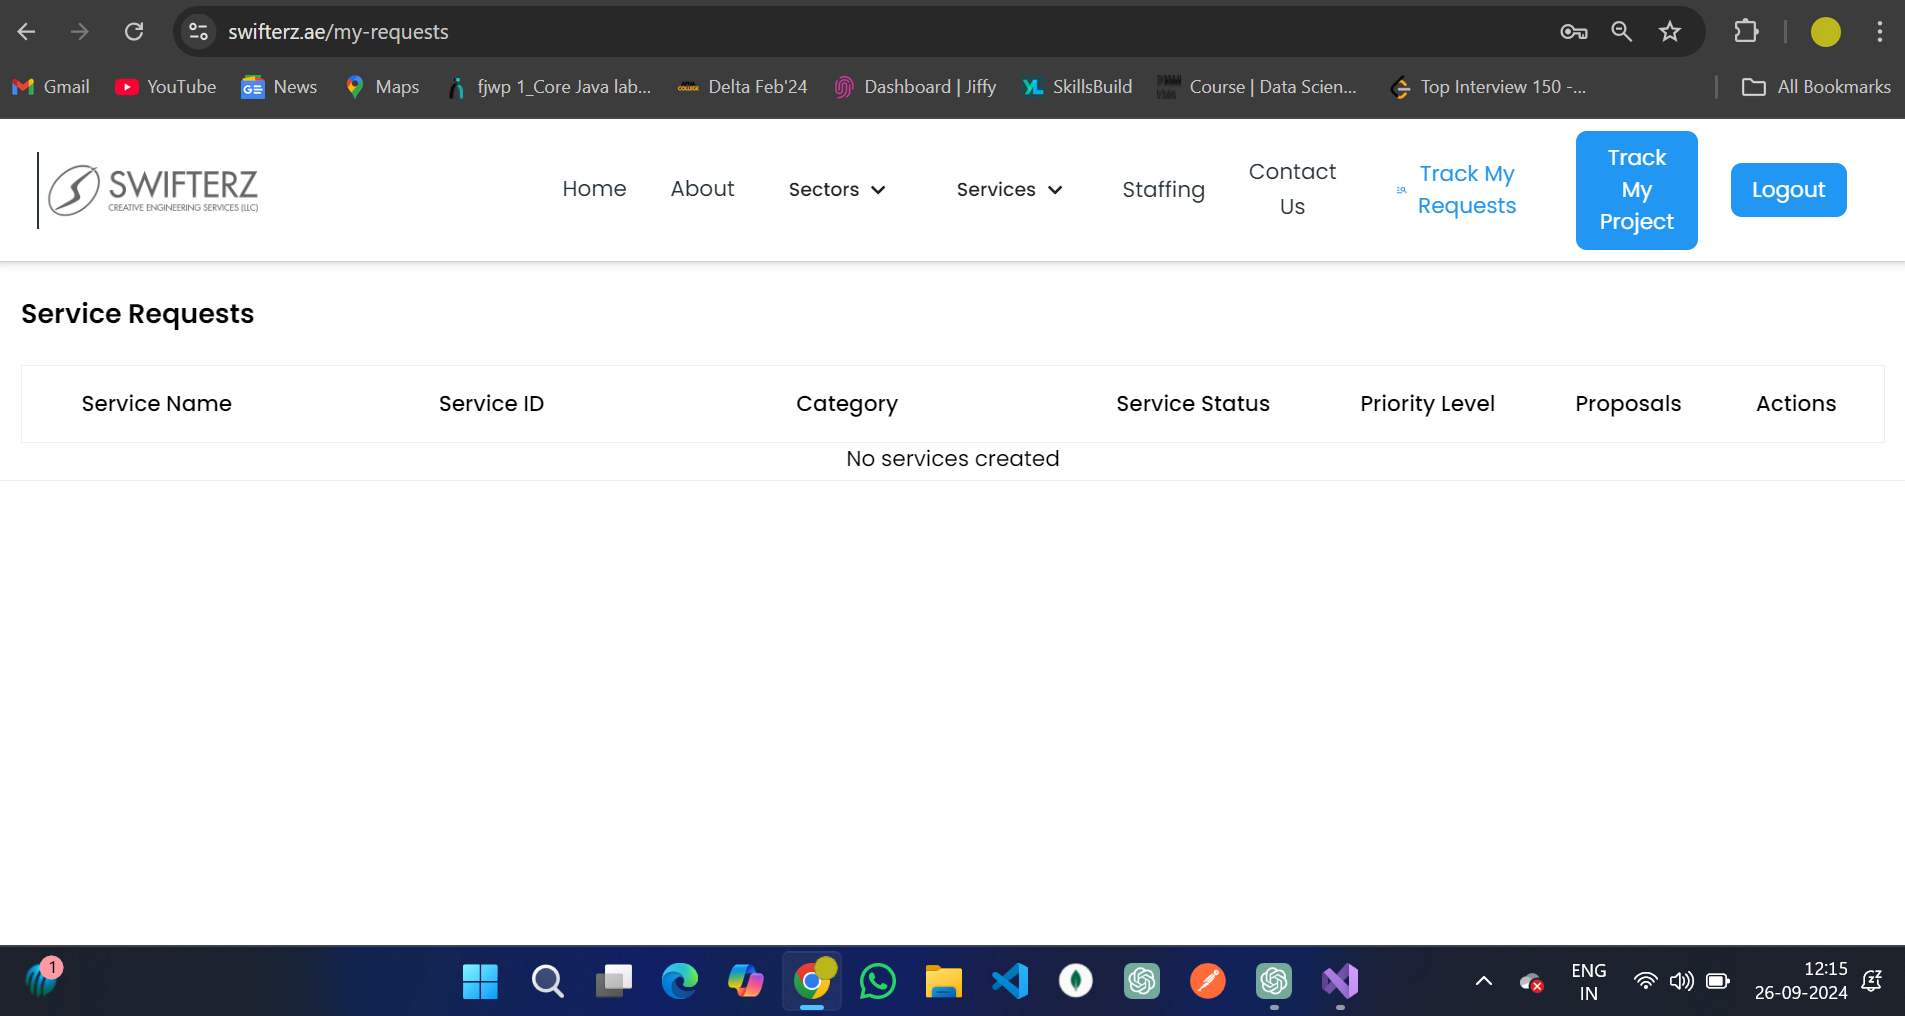 swifterz.ae/my-requests
Gmail YouTube News Maps fjwp 1_Core Java lab... Delta Feb'24 Dashboard | Jiffy SkillsBuild Course | Data Scien... Top Interview 150 -... All Bookmarks
SWIFTERZ
CREATIVE ENGINEERING SERVICES (LLC)
Home About Sectors Services Staffing
Contact
Us
Track My
Requests
Track
My
Project
Logout
Service Requests
Service Name Service ID Category Service Status Priority Level Proposals Actions
No services created
1
ENG
IN
12:15
26-09-2024